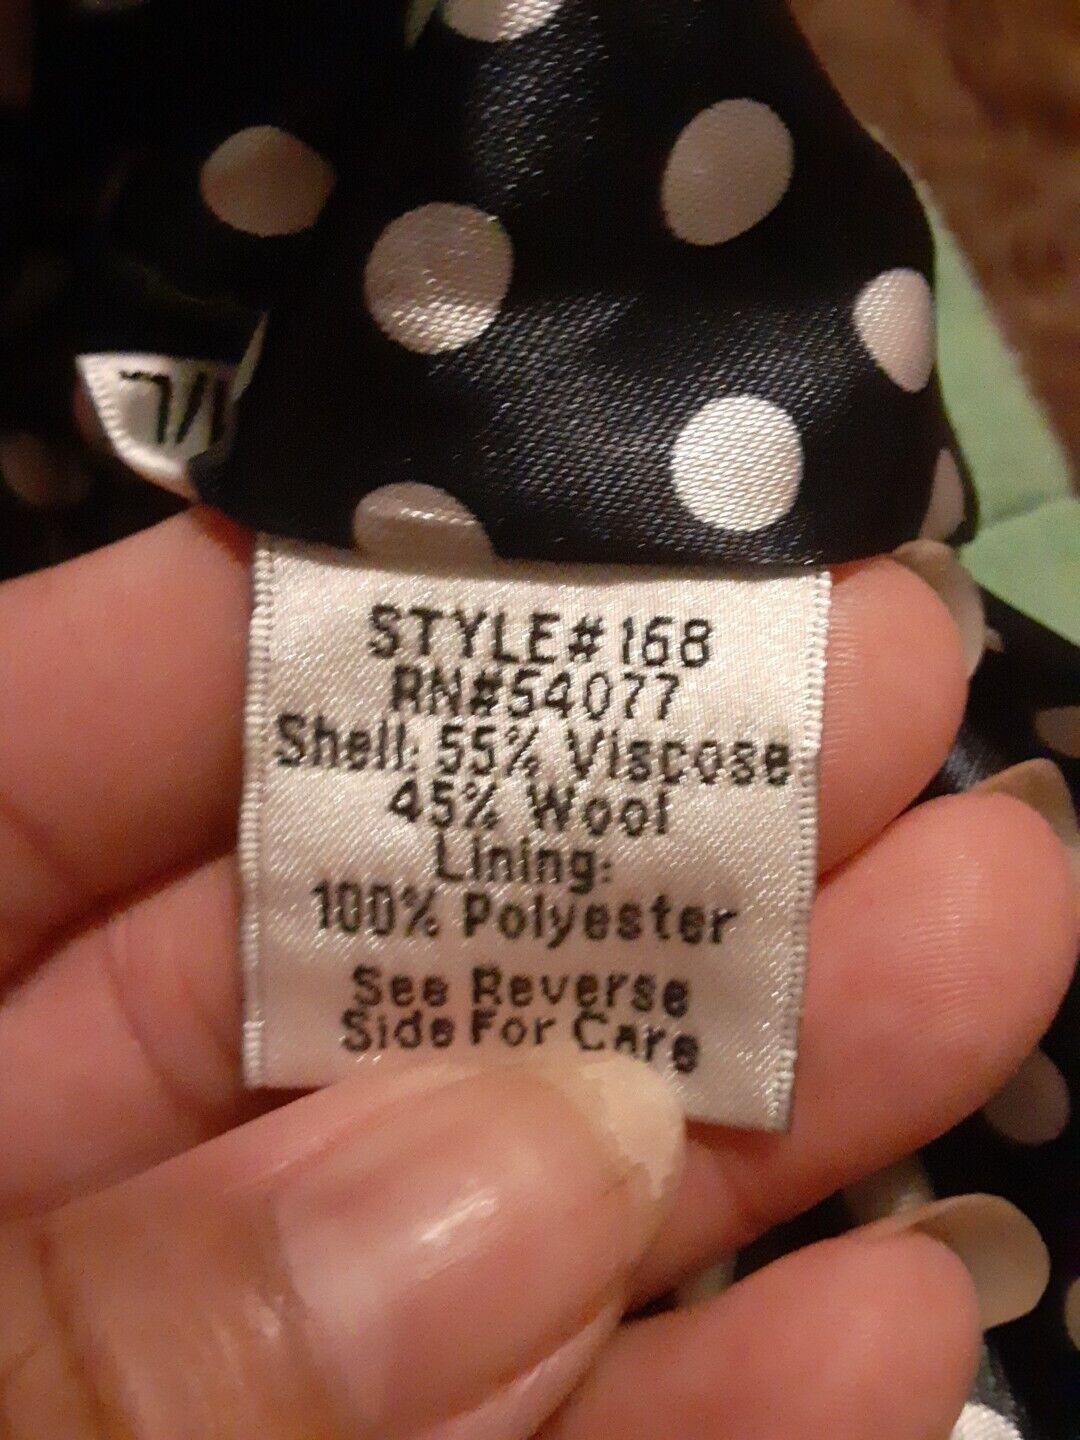 STYLE#168
RN#54077
Shell: 55% Viscose
45% Wool
Lining:
100% Polyester
See Reverse
Side For Care